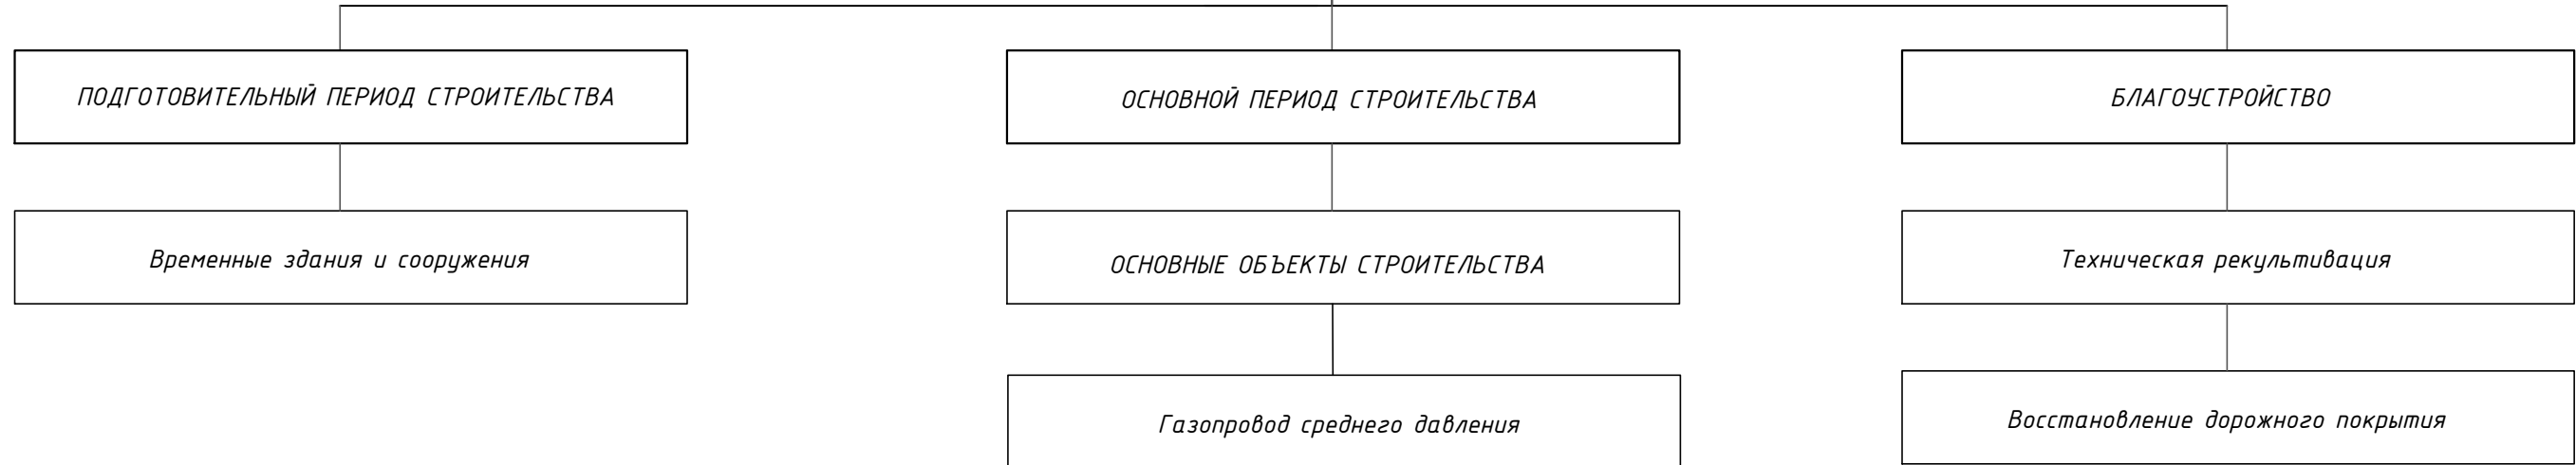 ПОДГОТОВИТЕЛЬНЫЙ ПЕРИОД СТРОИТЕЛЬСТВА
ОСНОВНОЙ ПЕРИОД СТРОИТЕЛЬСТВА
БЛАГОУСТРОЙСТВО
Временные здания и сооружения
ОСНОВНЫЕ ОБЪЕКТЫ СТРОИТЕЛЬСТВА
Техническая рекультивация
Газопровод среднего давления
Восстановление дорожного покрытия